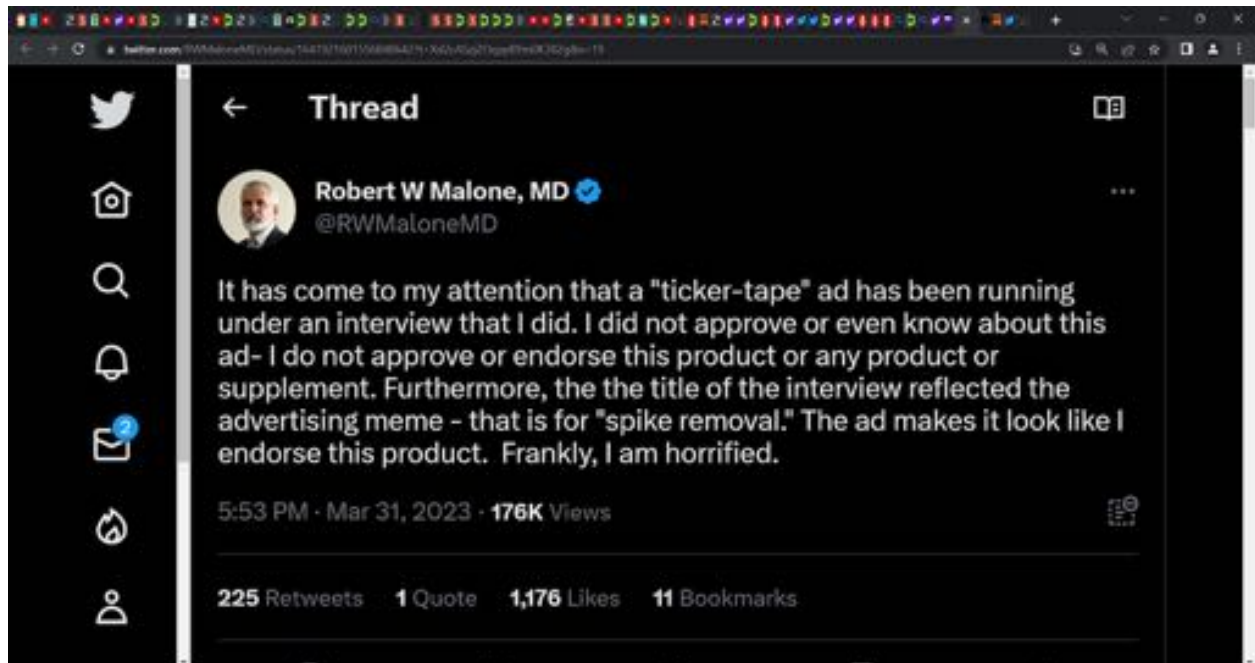 Thread
Robert W Malone, MD
@RWMaloneMD
It has come to my attention that a "ticker-tape" ad has been running
under an interview that I did. I did not approve or even know about this
ad- I do not approve or endorse this product or any product or
supplement. Furthermore, the the title of the interview reflected the
advertising meme - that is for "spike removal." The ad makes it look like I
endorse this product.  Frankly, I am horrified.
2
5:53 PM · Mar 31, 2023 · 176K Views
225 Retweets 1 Quote 1,176 Likes 11 Bookmarks